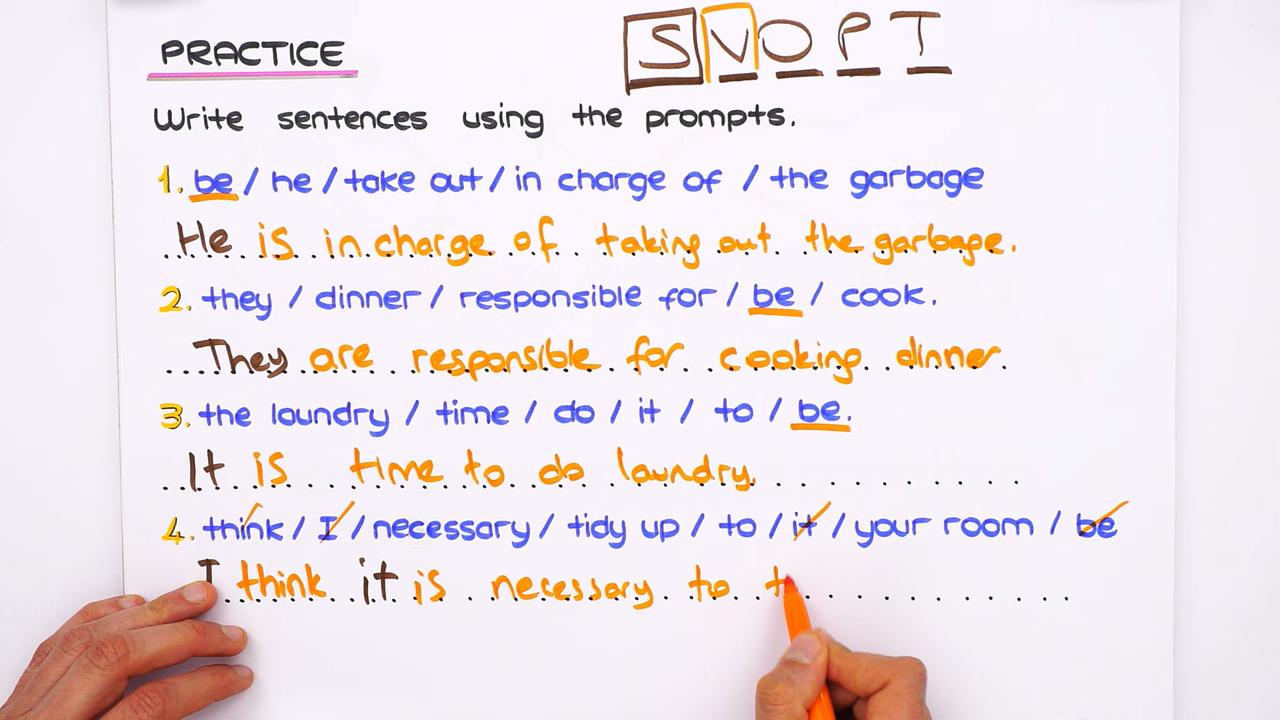 PRACTICE
S V O P T
Write sentences using the prompts.
1. be / he / take out / in charge of / the garbage
He is in charge of taking out the garbage.
2. they / dinner / responsible for / be / cook.
They are responsible for cooking dinner.
3. the laundry / time / do / it / to / be.
It is time to do laundry.
4. think / I / necessary / tidy up / to / it / your room / be
I think it is necessary to t